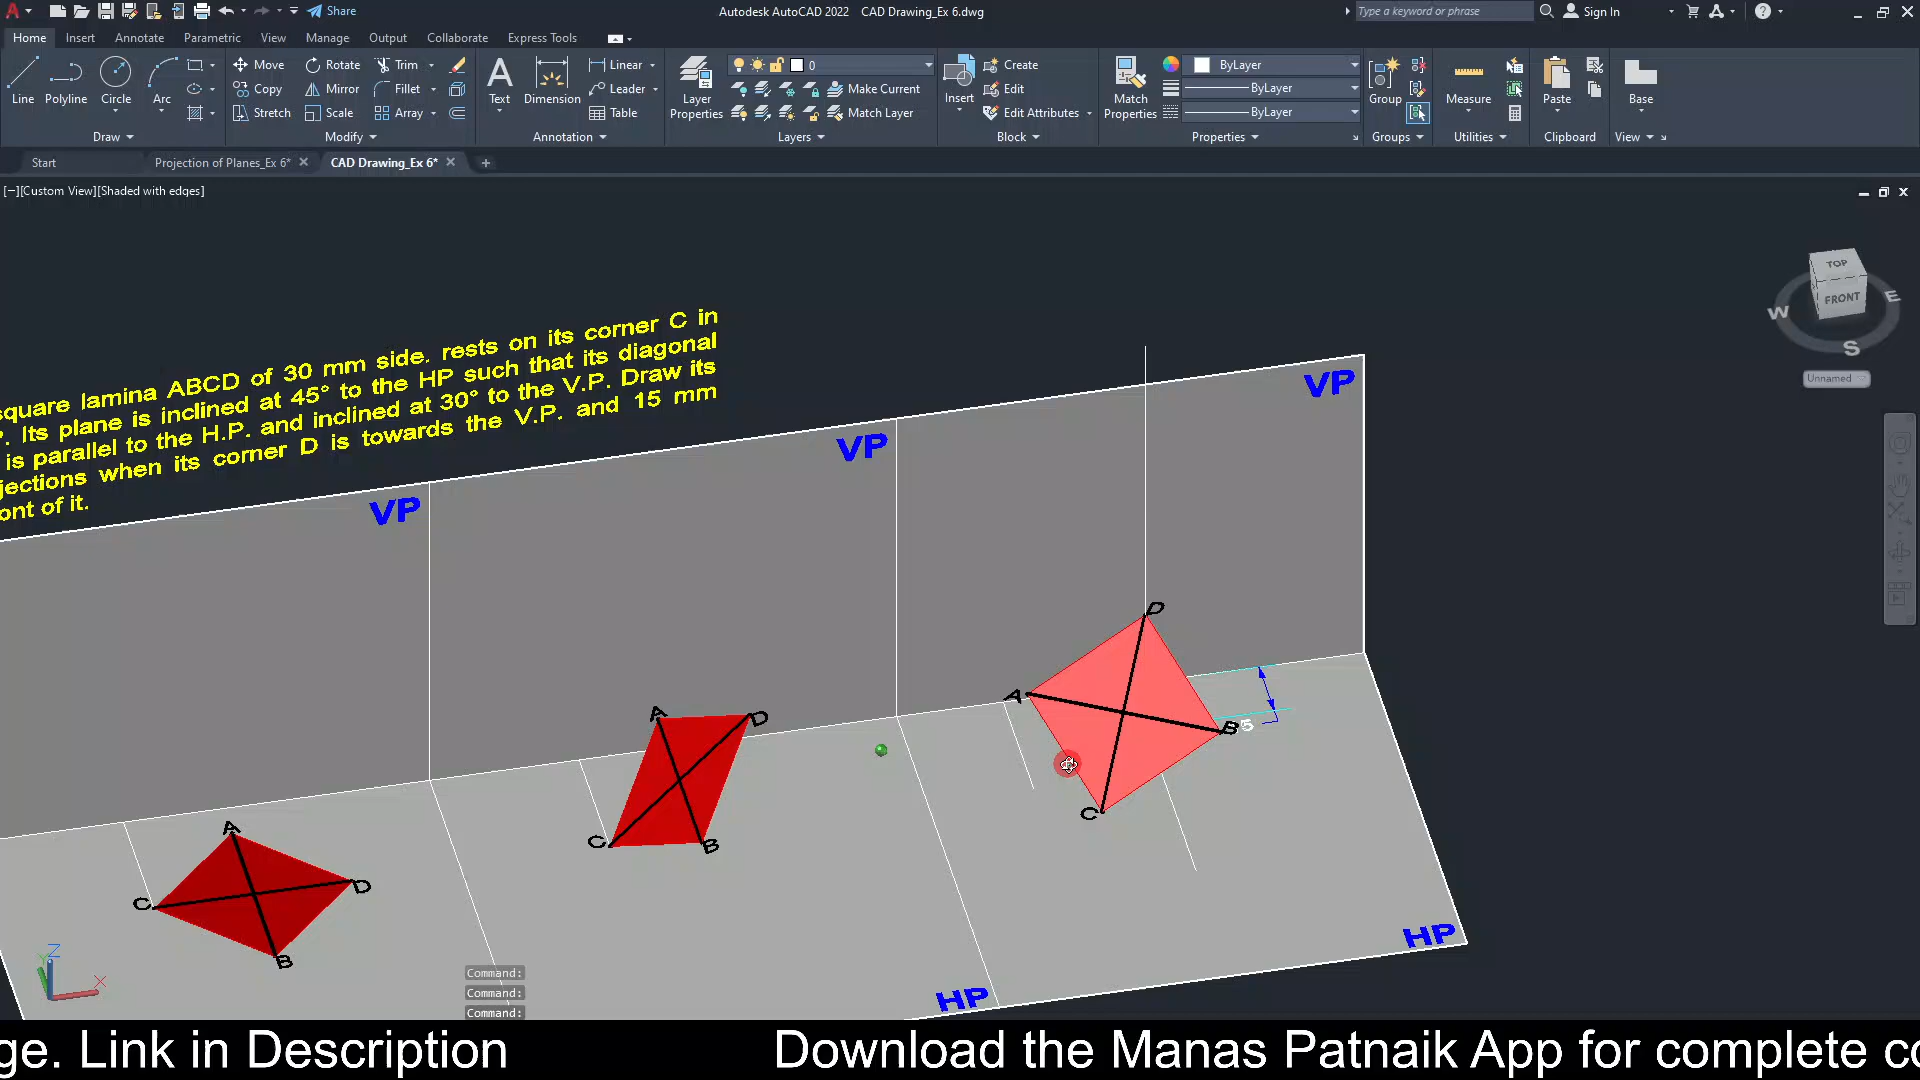 Share
Autodesk AutoCAD 2022 CAD Drawing_Ex 6.dwg
Type a keyword or phrase
Sign In
Home Insert Annotate Parametric View Manage Output Collaborate Express Tools
Line Polyline Circle Arc
Move Rotate Trim
Copy Mirror Fillet
Stretch Scale Array
Text Dimension
Linear
Leader
Table
Layer Properties
0
Make Current
Match Layer
Insert
Create
Edit
Edit Attributes
Match Properties
ByLayer
ByLayer
ByLayer
Group
Measure
Paste
Base
Draw Modify Annotation Layers Block Properties Groups Utilities Clipboard View
Start Projection of Planes_Ex 6* CAD Drawing_Ex 6*
[−][Custom View][Shaded with edges]
TOP
FRONT
W E
S
Unnamed
square lamina ABCD of 30 mm side. rests on its corner C in
. Its plane is inclined at 45° to the HP such that its diagonal
is parallel to the H.P. and inclined at 30° to the V.P. Draw its
jections when its corner D is towards the V.P. and 15 mm
ont of it.
VP
VP
VP
A
D
C
B
A
D
C
B
A
D
C
B
5
HP
HP
Z
Y
X
Command:
Command:
Command:
ge. Link in Description Download the Manas Patnaik App for complete co